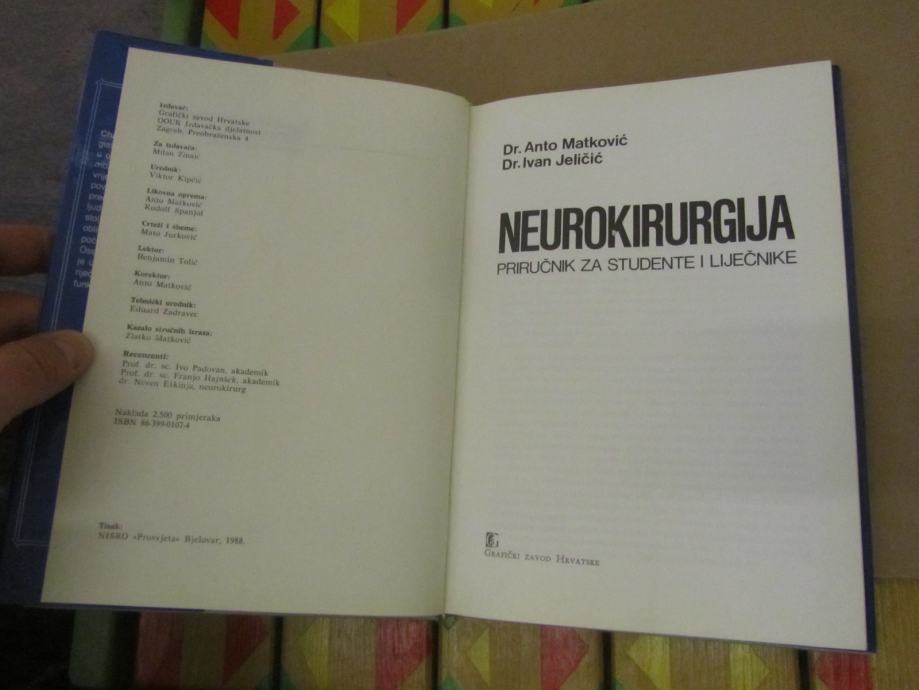 Izdavač:
Grafički zavod Hrvatske
OOUR Izdavačka djelatnost
Zagreb, Preobraženska 4
Za izdavača:
Milan Zinaić
Urednik:
Viktor Kipčić
Likovna oprema:
Anto Matković
Rudolf Španjol
Crteži i sheme:
Mato Jurković
Lektor:
Benjamin Tolić
Korektor:
Anto Matković
Tehnički urednik:
Eduard Zadravec
Kazalo stručnih izraza:
Zlatko Matković
Recenzenti:
Prof. dr. sc. Ivo Padovan, akademik
Prof. dr. sc. Franjo Hajnšek, akademik
dr. Neven Eškinja, neurokirurg
Naklada 2.500 primjeraka
ISBN 86-399-0107-4
Tisak:
NIŠRO «Prosvjeta» Bjelovar, 1988.
Dr. Anto Matković
Dr. Ivan Jeličić
NEUROKIRURGIJA
PRIRUČNIK ZA STUDENTE I LIJEČNIKE
GRAFIČKI ZAVOD HRVATSKE